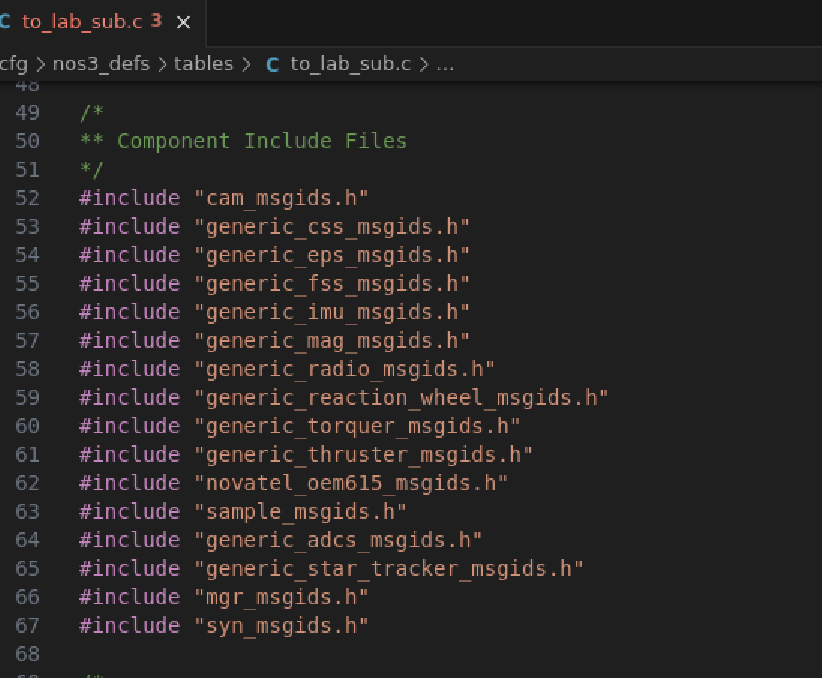 C to_lab_sub.c 3 ×
cfg > nos3_defs > tables > C to_lab_sub.c > ...
48
49 /*
50 ** Component Include Files
51 */
52 #include "cam_msgids.h"
53 #include "generic_css_msgids.h"
54 #include "generic_eps_msgids.h"
55 #include "generic_fss_msgids.h"
56 #include "generic_imu_msgids.h"
57 #include "generic_mag_msgids.h"
58 #include "generic_radio_msgids.h"
59 #include "generic_reaction_wheel_msgids.h"
60 #include "generic_torquer_msgids.h"
61 #include "generic_thruster_msgids.h"
62 #include "novatel_oem615_msgids.h"
63 #include "sample_msgids.h"
64 #include "generic_adcs_msgids.h"
65 #include "generic_star_tracker_msgids.h"
66 #include "mgr_msgids.h"
67 #include "syn_msgids.h"
68
69 /*